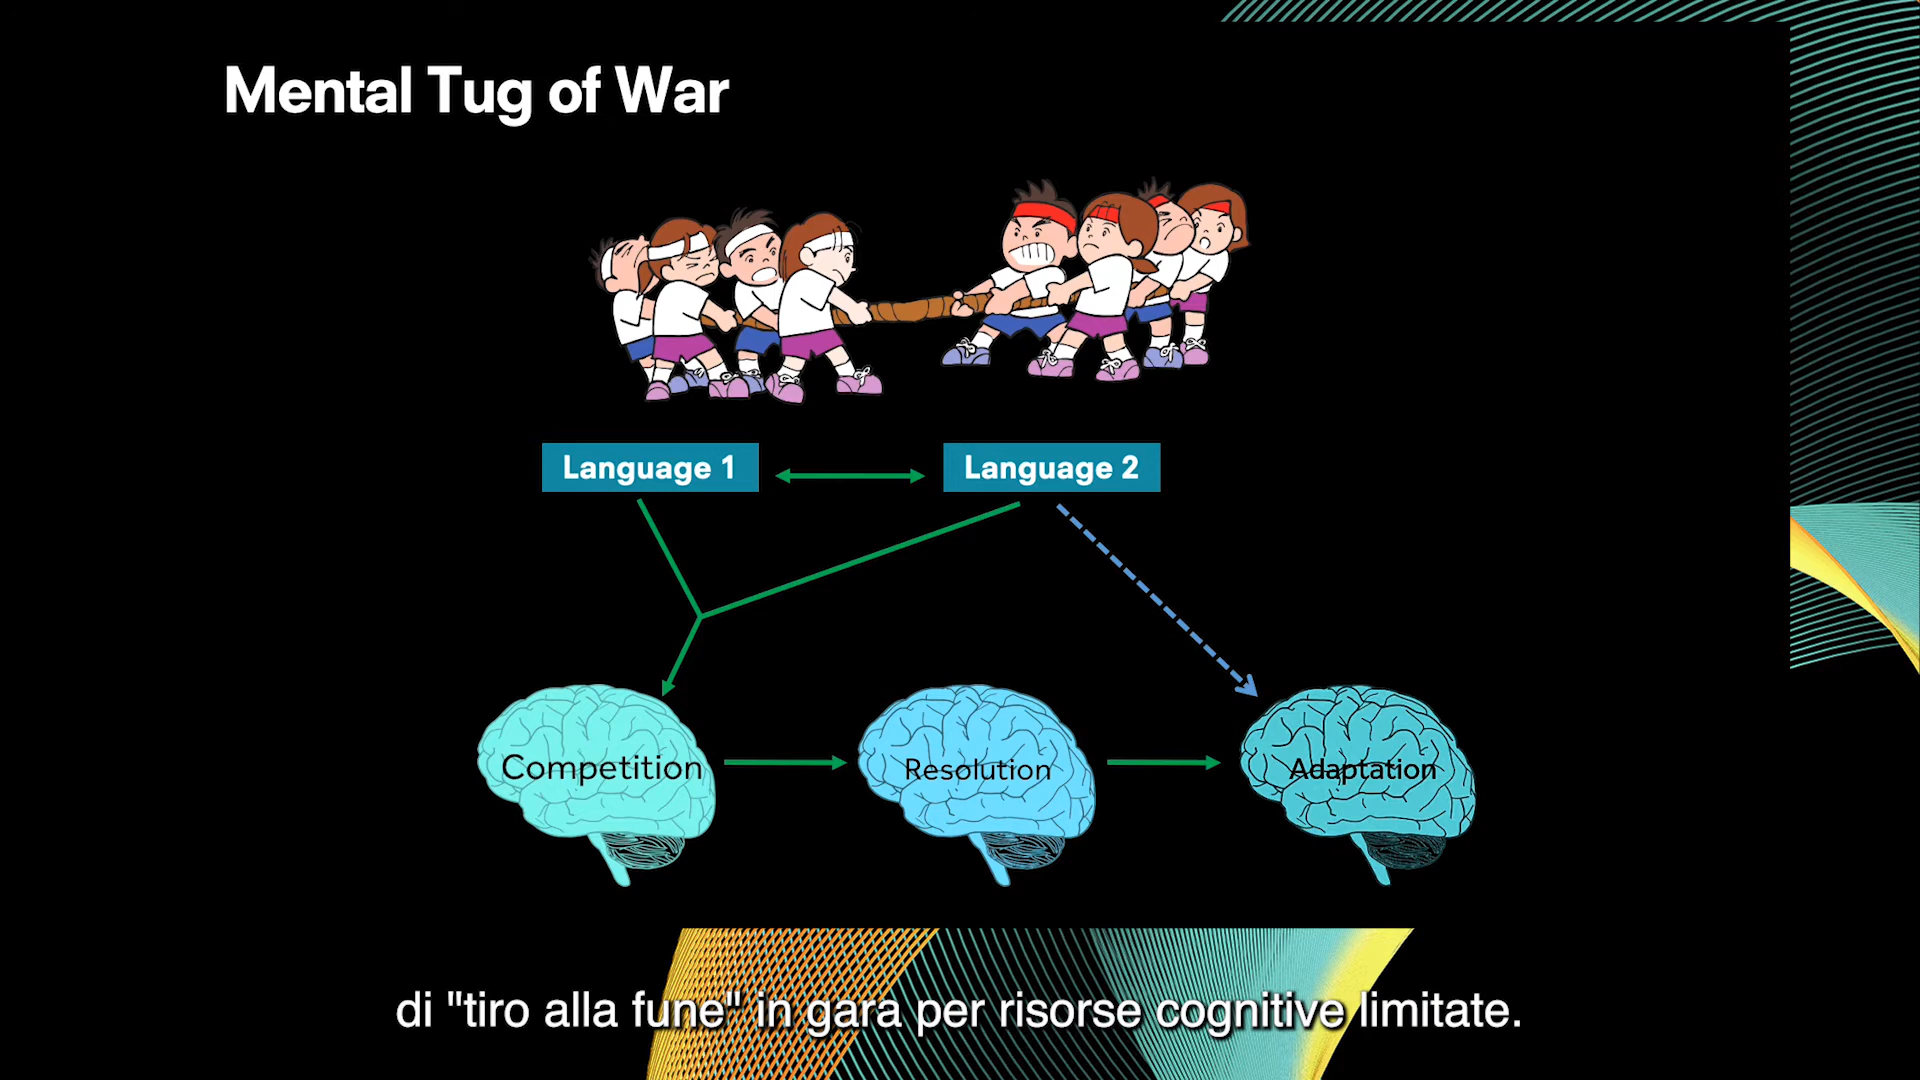 Mental Tug of War
Language 1
Language 2
Competition
Resolution
Adaptation
di "tiro alla fune" in gara per risorse cognitive limitate.